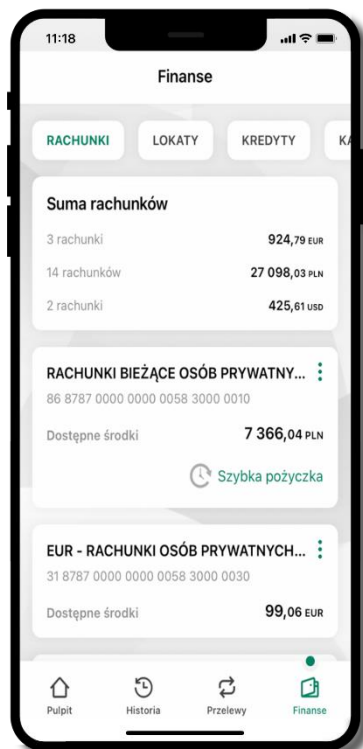 11:18
Finanse
RACHUNKI LOKATY KREDYTY KA
Suma rachunków
3 rachunki 924,79 EUR
14 rachunków 27 098,03 PLN
2 rachunki 425,61 USD
RACHUNKI BIEŻĄCE OSÓB PRYWATNY...
86 8787 0000 0000 0058 3000 0010
Dostępne środki 7 366,04 PLN
Szybka pożyczka
EUR - RACHUNKI OSÓB PRYWATNYCH...
31 8787 0000 0000 0058 3000 0030
Dostępne środki 99,06 EUR
Pulpit Historia Przelewy Finanse